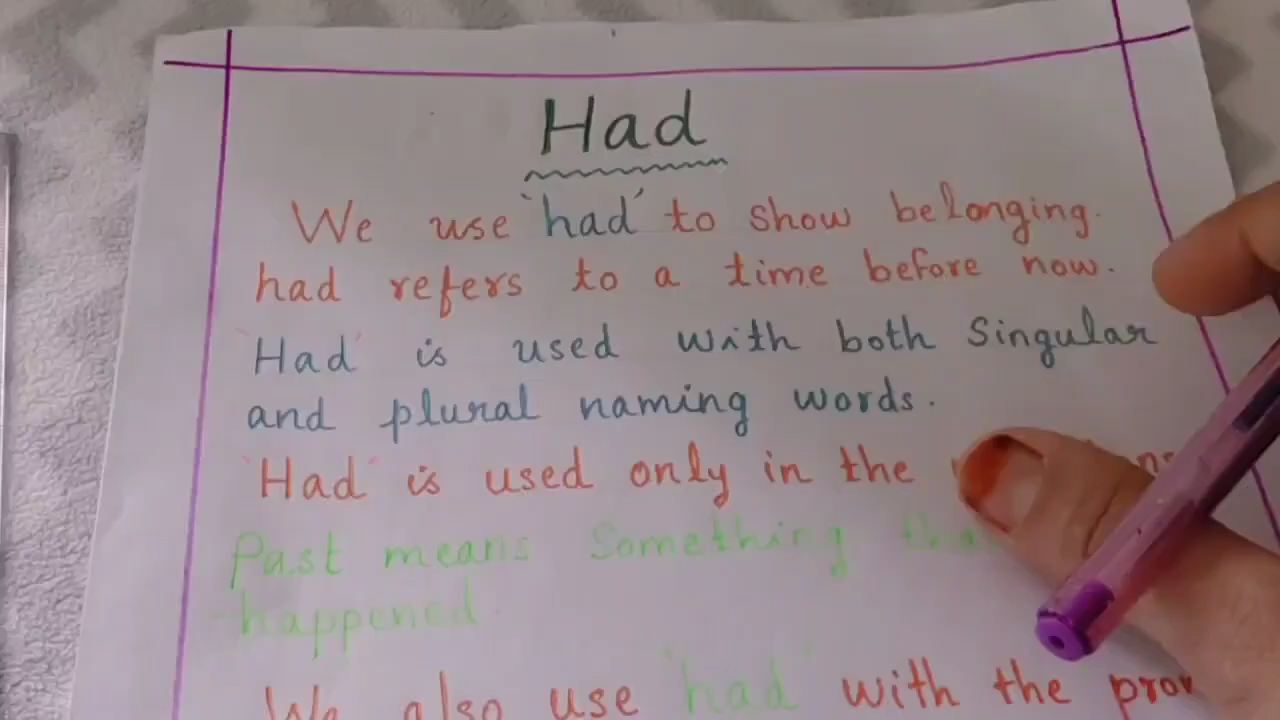 Had
We use 'had' to show belonging.
had refers to a time before now.
'Had' is used with both Singular
and plural naming words.
'Had' is used only in the
Past means Something
happened.
We also use 'had' with the